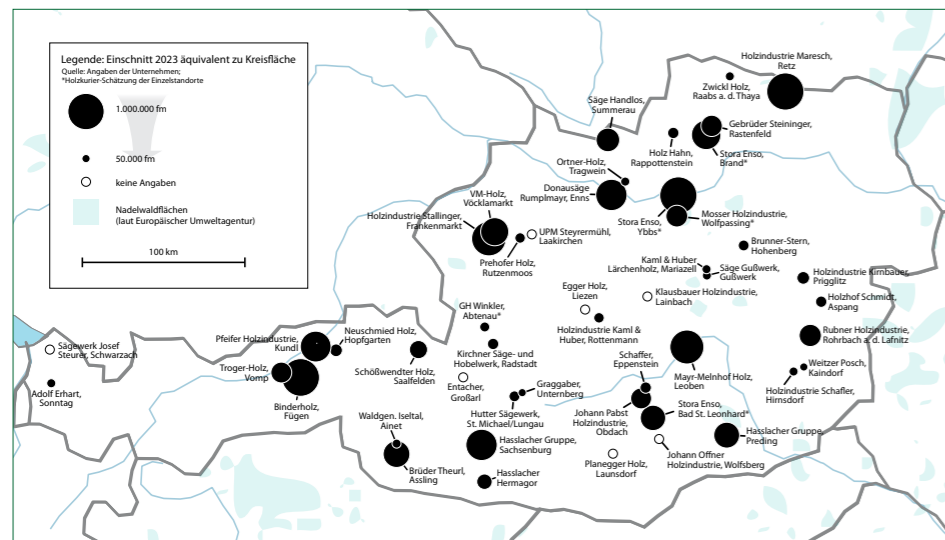 Legende: Einschnitt 2023 äquivalent zu Kreisfläche
Quelle: Angaben der Unternehmen;
*Holzkurier-Schätzung der Einzelstandorte
1.000.000 fm
50.000 fm
keine Angaben
Nadelwaldflächen
(laut Europäischer Umweltagentur)
100 km
Holzindustrie Maresch,
Retz
Zwickl Holz,
Raabs a. d. Thaya
Säge Handlos,
Summerau
Gebrüder Steininger,
Rastenfeld
Holz Hahn,
Rappottenstein
Stora Enso,
Brand*
Ortner-Holz,
Tragwein
Donausäge
Rumplmayr, Enns
VM-Holz,
Vöcklamarkt
Holzindustrie Stallinger,
Frankenmarkt
Stora Enso,
Ybbs*
Mosser Holzindustrie,
Wolfpassing*
UPM Steyrermühl,
Laakirchen
Prehofer Holz,
Rutzenmoos
Brunner-Stern,
Hohenberg
Kaml & Huber
Lärchenholz, Mariazell
Säge Gußwerk,
Gußwerk
Holzindustrie Kirnbauer,
Prigglitz
Egger Holz,
Liezen
Klausbauer Holzindustrie,
Lainbach
Holzhof Schmidt,
Aspang
GH Winkler,
Abtenau*
Holzindustrie Kaml &
Huber, Rottenmann
Neuschmied Holz,
Hopfgarten
Pfeifer Holzindustrie,
Kundl
Rubner Holzindustrie,
Rohrbach a. d. Lafnitz
Sägewerk Josef
Steurer, Schwarzach
Kirchner Säge- und
Hobelwerk, Radstadt
Schaffer,
Eppenstein
Troger-Holz,
Vomp
Schößwendter Holz,
Saalfelden
Weitzer Posch,
Kaindorf
Mayr-Melnhof Holz,
Leoben
Adolf Erhart,
Sonntag
Entacher,
Großarl
Graggaber,
Unternberg
Holzindustrie Schafler,
Hirnsdorf
Binderholz,
Fügen
Hutter Sägewerk,
St. Michael/Lungau
Johann Pabst
Holzindustrie,
Obdach
Stora Enso,
Bad St. Leonhard*
Waldgen. Iseltal,
Ainet
Hasslacher Gruppe,
Sachsenburg
Hasslacher Gruppe,
Preding
Johann Offner
Holzindustrie, Wolfsberg
Planegger Holz,
Launsdorf
Brüder Theurl,
Assling
Hasslacher
Hermagor